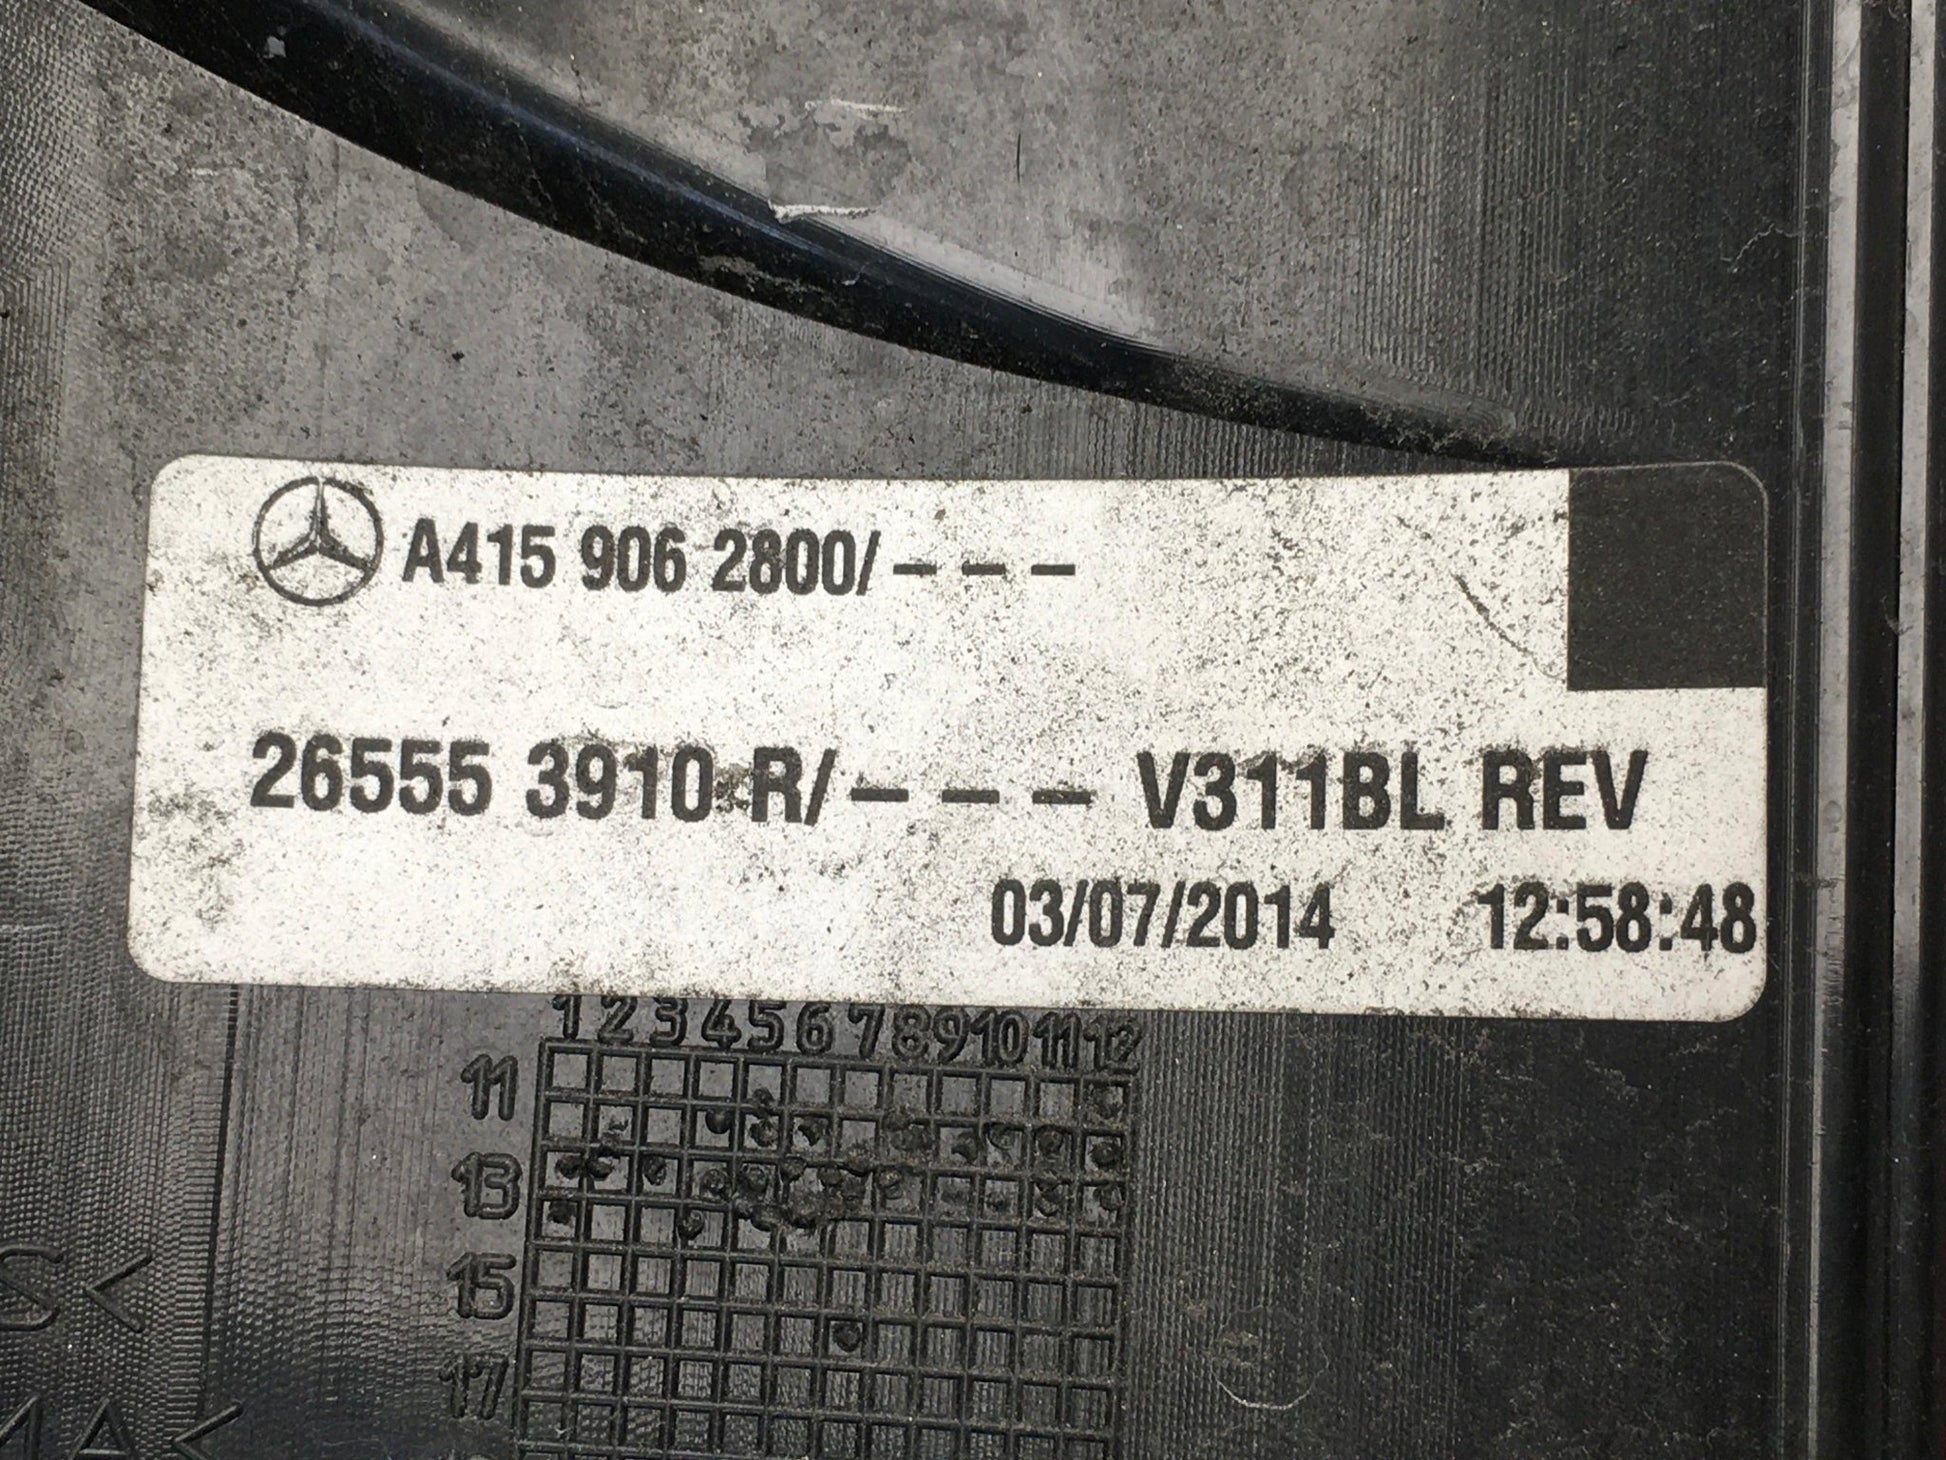 A415 906 2800/---
26555 3910 R/--- V311BL REV
03/07/2014 12:58:48
1 2 3 4 5 6 7 8 9 10 11 12
11
13
15
17
S<
MA<